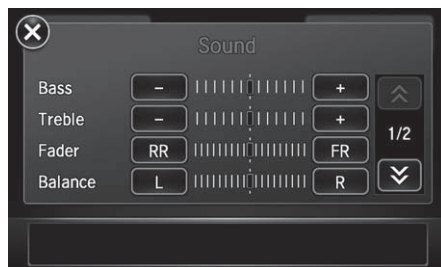 Sound
Bass - +
Treble - +
Fader RR FR
1/2
Balance L R